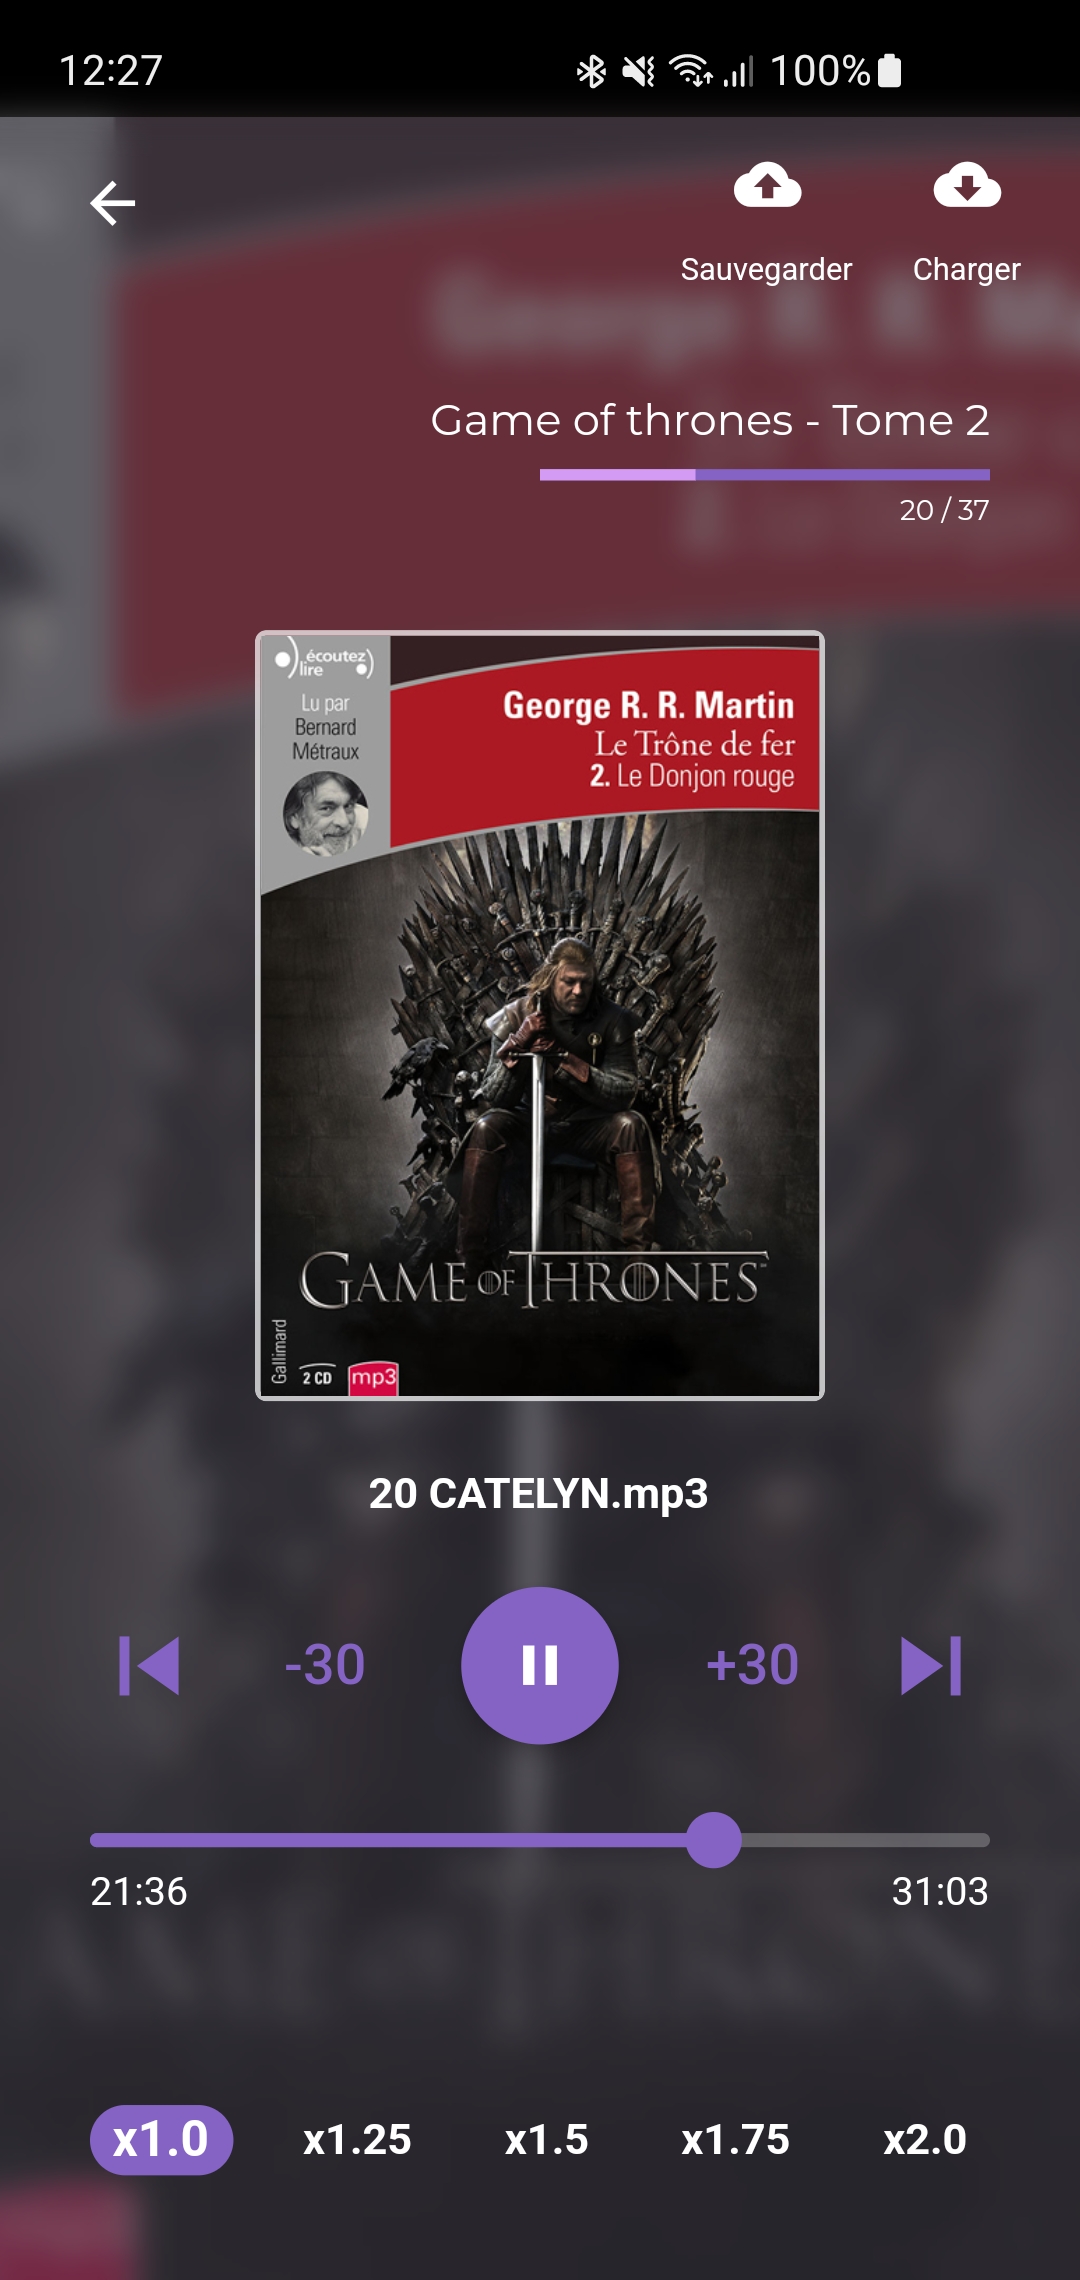 12:27
100%
Sauvegarder
Charger
Game of thrones - Tome 2
20 / 37
écoutez
lire
Lu par
Bernard
Métraux
George R. R. Martin
Le Trône de fer
2. Le Donjon rouge
GAME OF THRONES
Gallimard
2 CD
mp3
20 CATELYN.mp3
-30
+30
21:36
31:03
x1.0
x1.25
x1.5
x1.75
x2.0